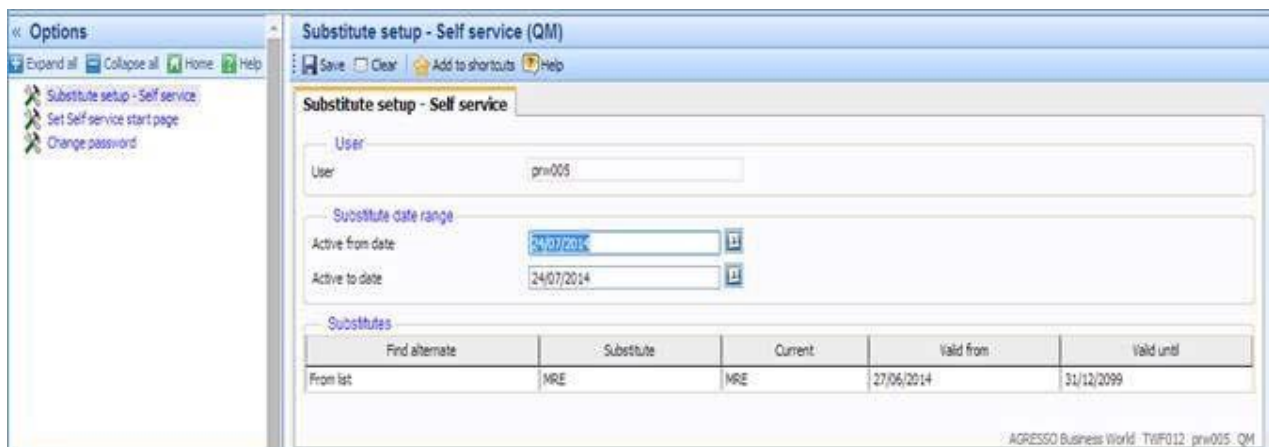 « Options
Expand all Collapse all Home Help
Substitute setup - Self service
Set Self service start page
Change password
Substitute setup - Self service (QM)
Save Clear Add to shortcuts Help
Substitute setup - Self service
User
User prw005
Substitute date range
Active from date 24/07/2014
Active to date 24/07/2014
Substitutes
Find alternate Substitute Current Valid from Valid until
From list MRE MRE 27/06/2014 31/12/2099
AGRESSO Business World TWF012 prw005 QM